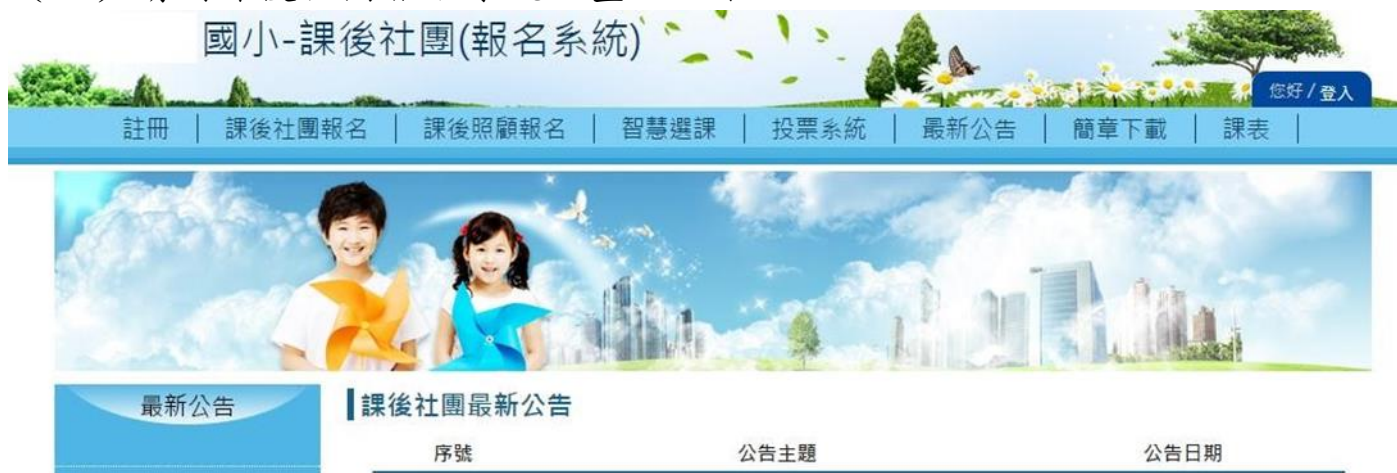 國小-課後社團(報名系統)
您好 / 登入
註冊 | 課後社團報名 | 課後照顧報名 | 智慧選課 | 投票系統 | 最新公告 | 簡章下載 | 課表 |
最新公告
課後社團最新公告
序號 公告主題 公告日期